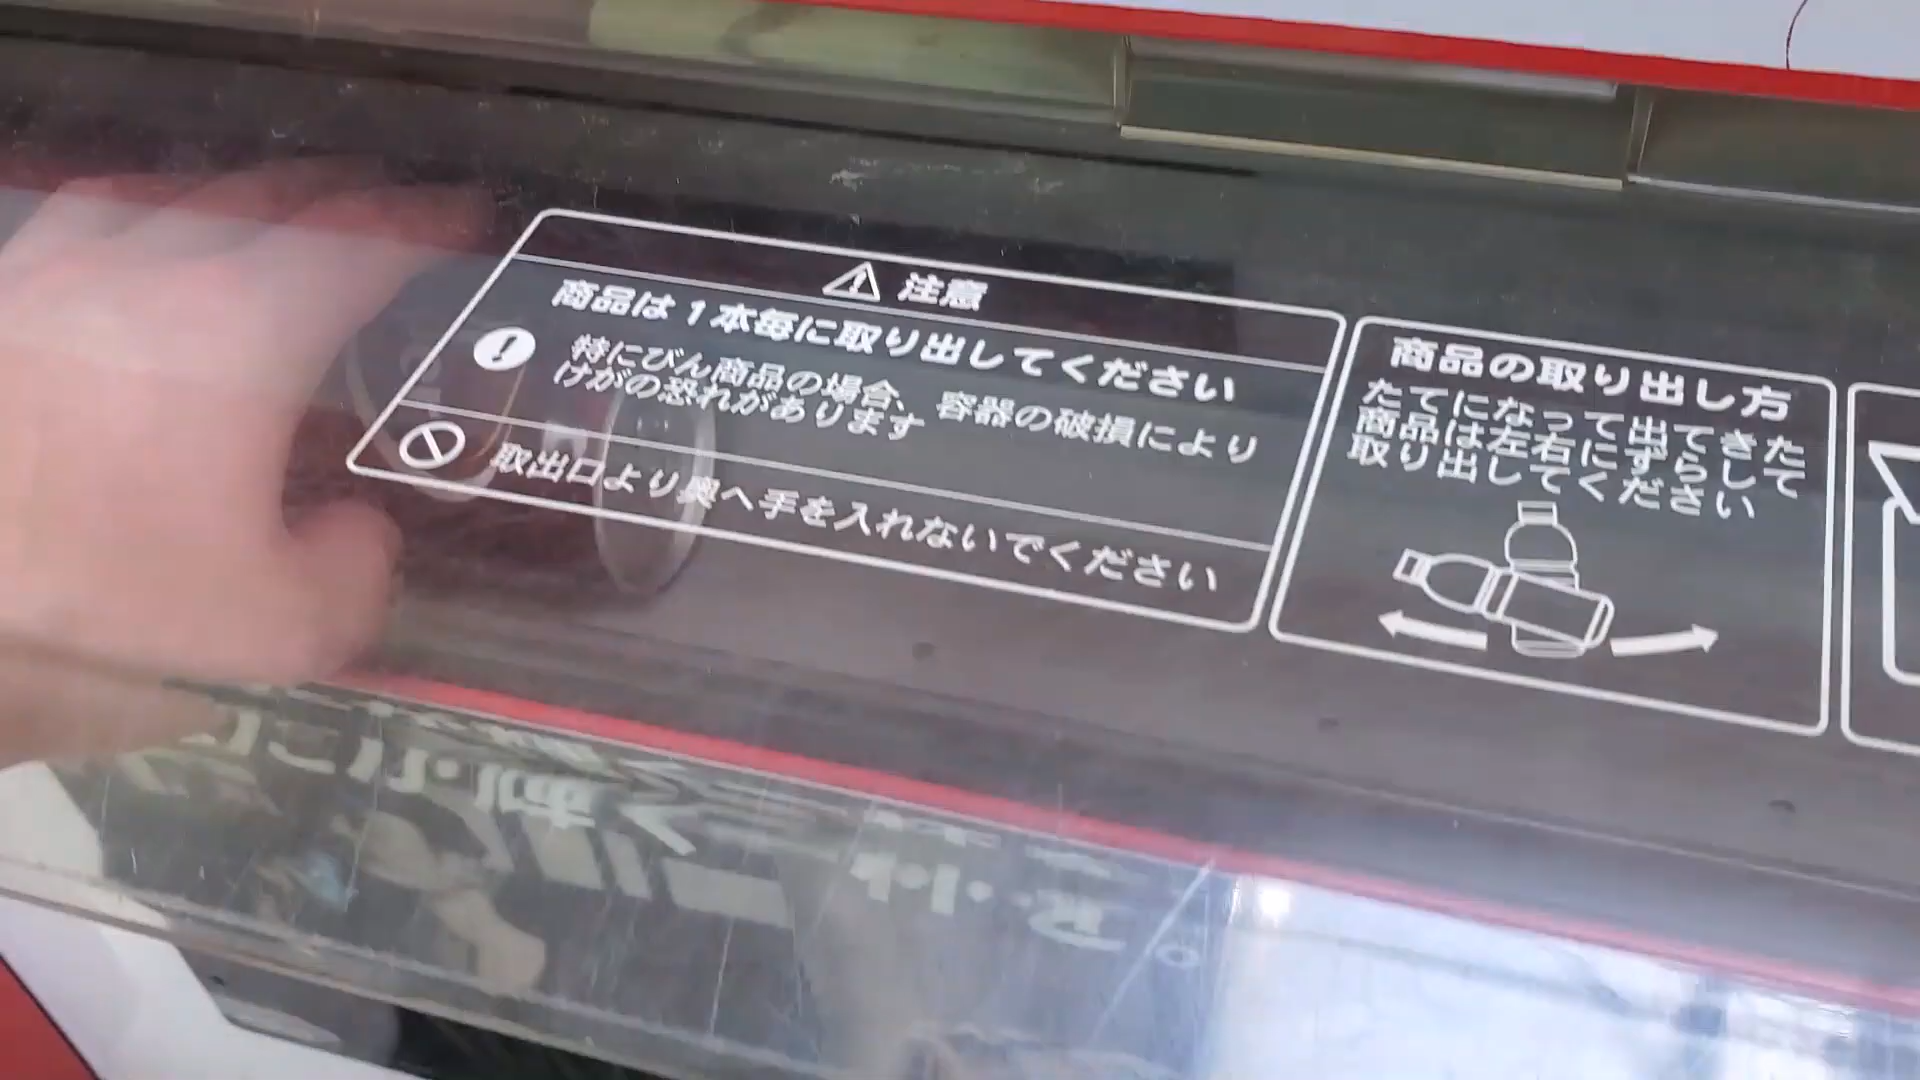 注意
商品は1本毎に取り出してください
特にびん商品の場合、容器の破損により
けがの恐れがあります
取出口より奥へ手を入れないでください
商品の取り出し方
たてになって出てきた
商品は左右にずらして
取り出してください